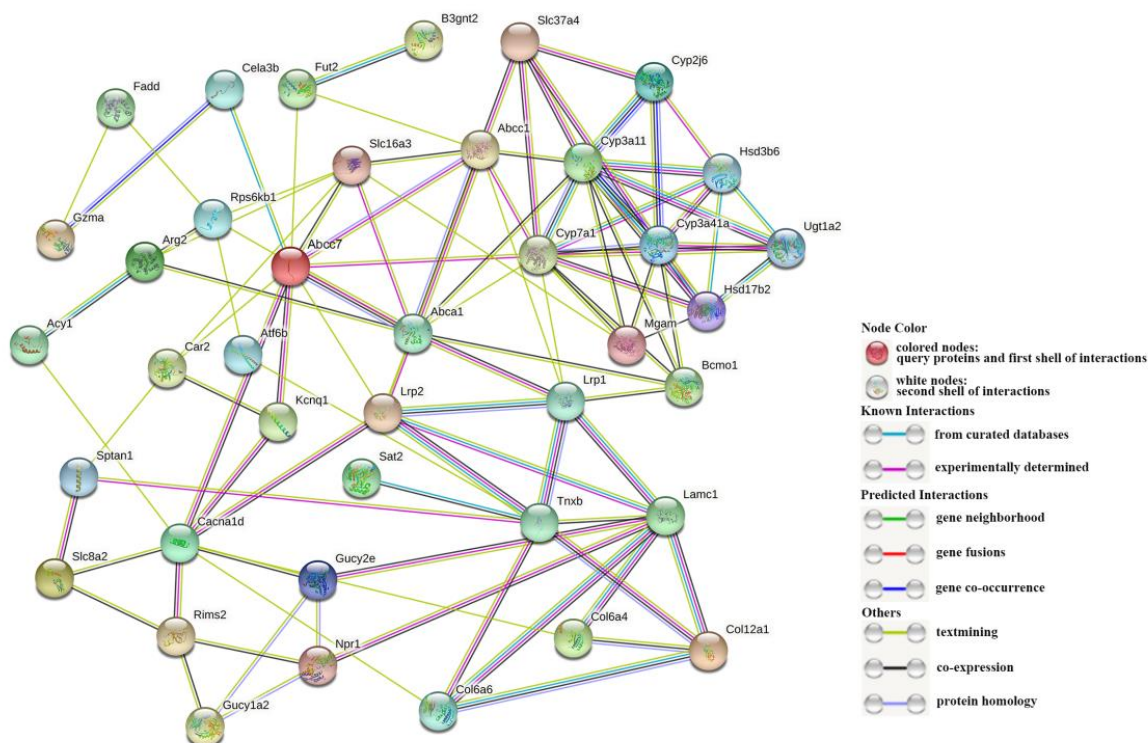 B3gnt2
Slc37a4
Fut2
Cela3b
Cyp2j6
Fadd
Abcc1
Cyp3a11
Slc16a3
Hsd3b6
Rps6kb1
Gzma
Abcc7
Cyp7a1
Cyp3a41a
Ugt1a2
Arg2
Hsd17b2
Abca1
Mgam
Acy1
Car2
Atf6b
Bcmo1
Lrp1
Lrp2
Kcnq1
Sptan1
Sat2
Tnxb
Lamc1
Cacna1d
Slc8a2
Gucy2e
Rims2
Npr1
Col6a4
Col12a1
Gucy1a2
Col6a6
Node Color
colored nodes:
query proteins and first shell of interactions
white nodes:
second shell of interactions
Known Interactions
from curated databases
experimentally determined
Predicted Interactions
gene neighborhood
gene fusions
gene co-occurrence
Others
textmining
co-expression
protein homology